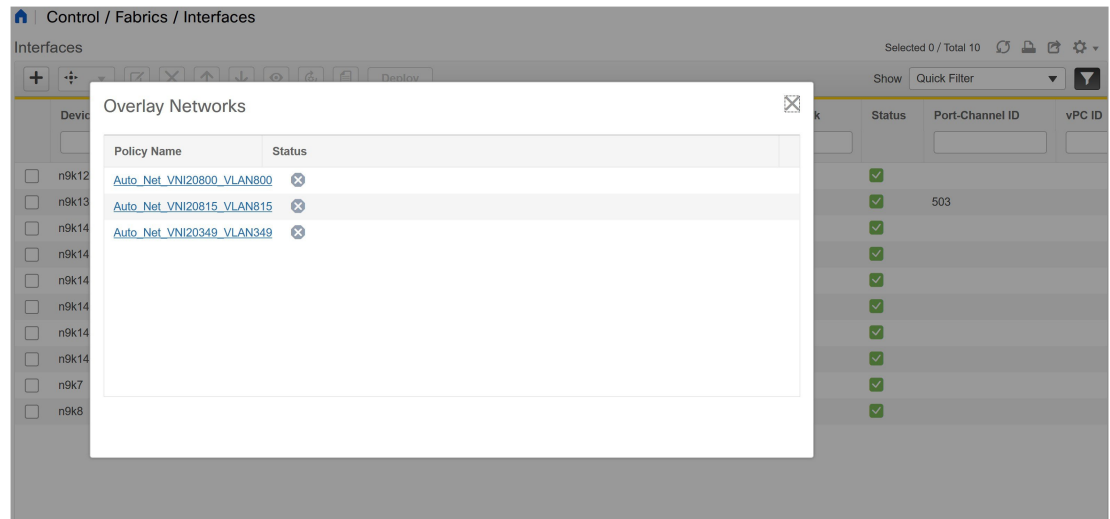 Control / Fabrics / Interfaces
Interfaces
Selected 0 / Total 10
Deploy
Show Quick Filter
Overlay Networks
Status Port-Channel ID vPC ID
Policy Name Status
Auto_Net_VNI20800_VLAN800
n9k12
Auto_Net_VNI20815_VLAN815
n9k13 503
Auto_Net_VNI20349_VLAN349
n9k14
n9k14
n9k14
n9k14
n9k14
n9k14
n9k7
n9k8